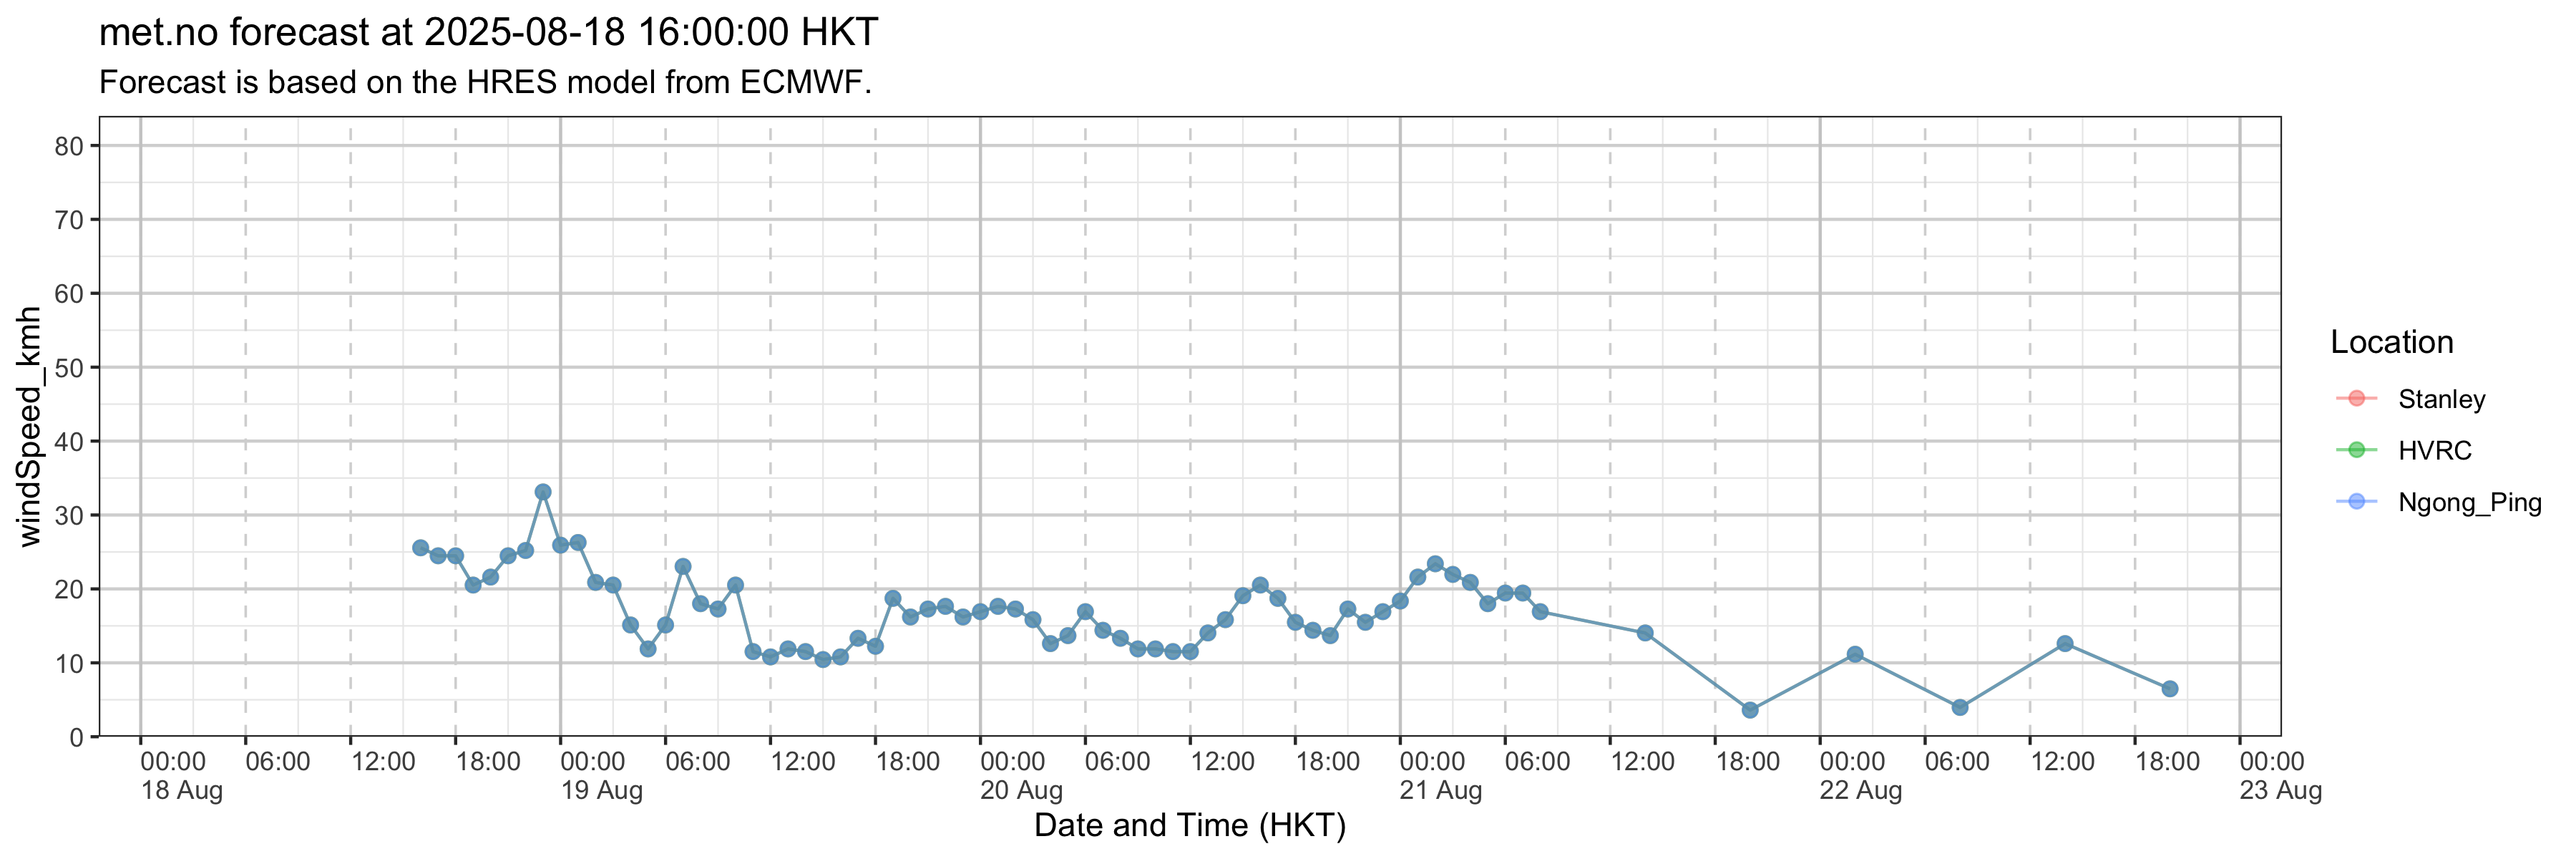 met.no forecast at 2025-08-18 16:00:00 HKT
Forecast is based on the HRES model from ECMWF.
windSpeed_kmh
80
70
60
50
40
30
20
10
0
00:00 06:00 12:00 18:00 00:00 06:00 12:00 18:00 00:00 06:00 12:00 18:00 00:00 06:00 12:00 18:00 00:00 06:00 12:00 18:00 00:00
18 Aug 19 Aug 20 Aug 21 Aug 22 Aug 23 Aug
Date and Time (HKT)
Location
Stanley
HVRC
Ngong_Ping